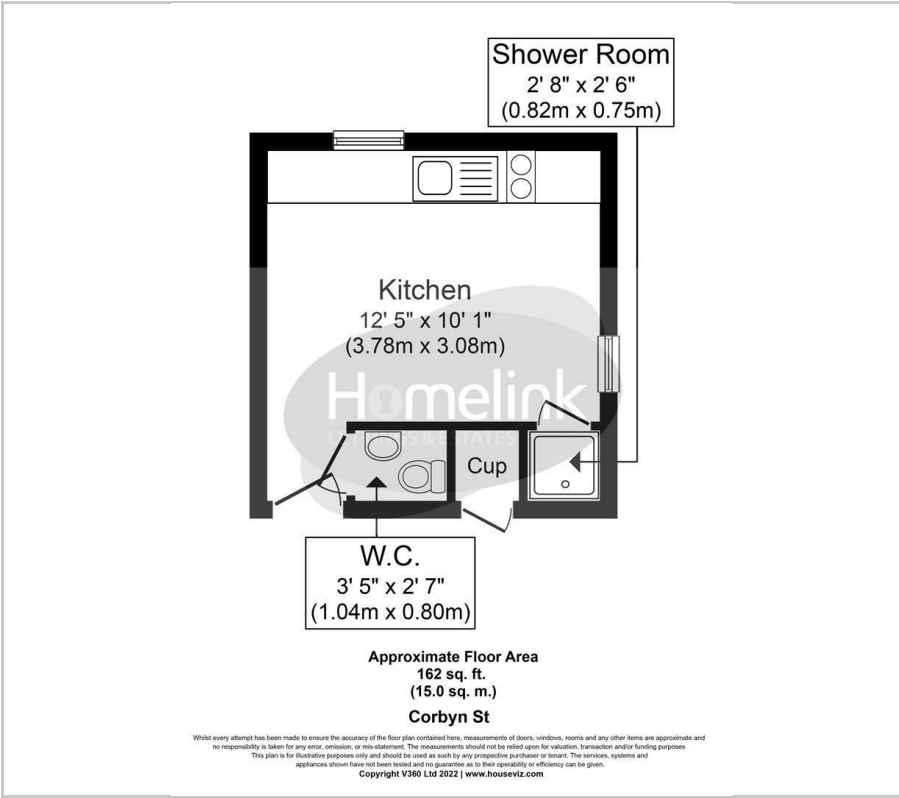 Shower Room
2' 8" x 2' 6"
(0.82m x 0.75m)
Kitchen
12' 5" x 10' 1"
(3.78m x 3.08m)
Homelink
LETTINGS & ESTATES
Cup
W.C.
3' 5" x 2' 7"
(1.04m x 0.80m)
Approximate Floor Area
162 sq. ft.
(15.0 sq. m.)
Corbyn St
Whilst every attempt has been made to ensure the accuracy of the floor plan contained here, measurements of doors, windows, rooms and any other items are approximate and
no responsibility is taken for any error, omission, or mis-statement. The measurements should not be relied upon for valuation, transaction and/or funding purposes
This plan is for illustrative purposes only and should be used as such by any prospective purchaser or tenant. The services, systems and
appliances shown have not been tested and no guarantee as to their operability or efficiency can be given.
Copyright V360 Ltd 2022 | www.houseviz.com